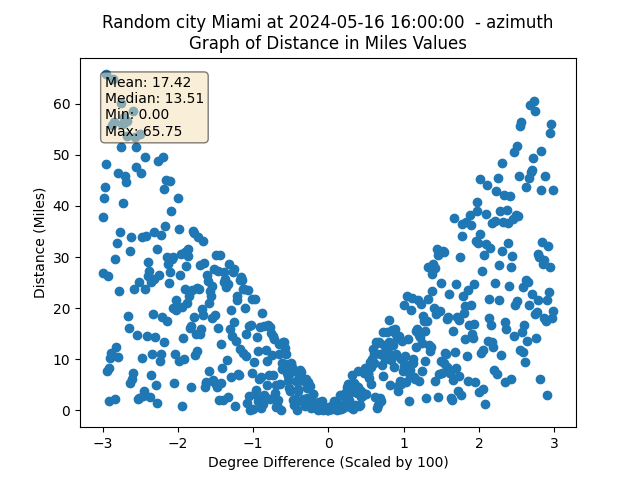 Random city Miami at 2024-05-16 16:00:00  - azimuth
Graph of Distance in Miles Values
Mean: 17.42
Median: 13.51
Min: 0.00
Max: 65.75
Distance (Miles)
60
50
40
30
20
10
0
−3
−2
−1
0
1
2
3
Degree Difference (Scaled by 100)